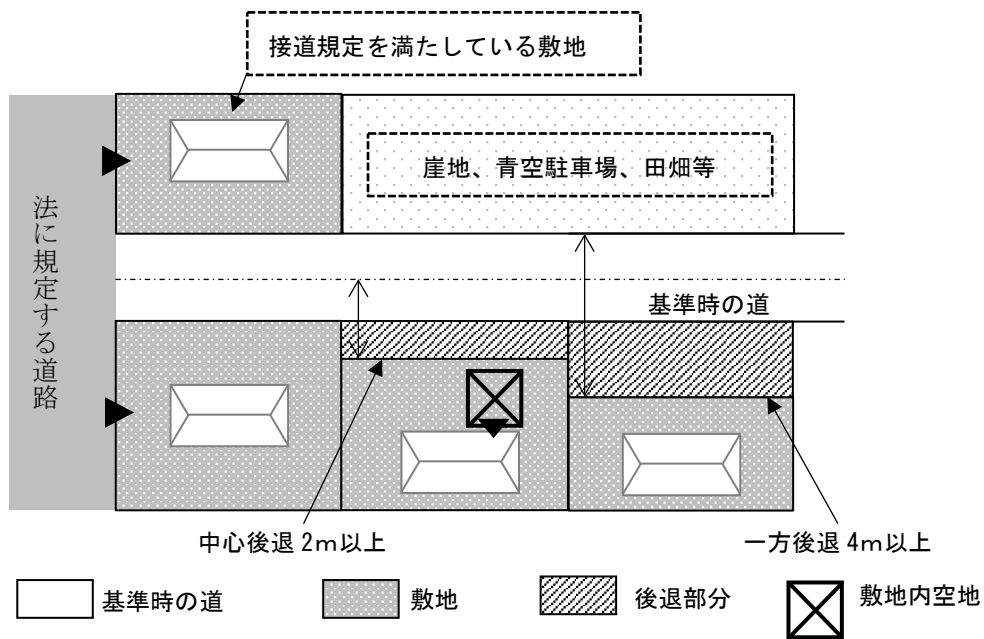 接道規定を満たしている敷地
崖地、青空駐車場、田畑等
法に規定する道路
基準時の道
中心後退2m以上
一方後退4m以上
基準時の道
敷地
後退部分
敷地内空地